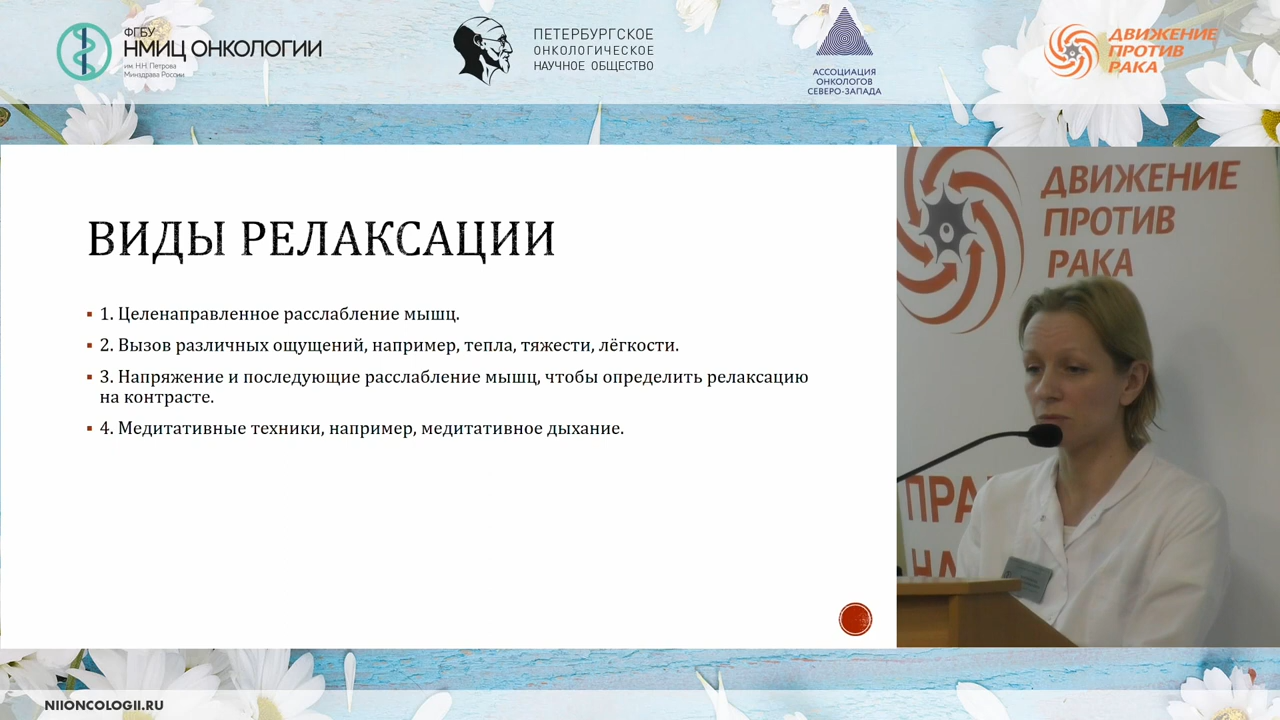 ФГБУ
НМИЦ ОНКОЛОГИИ
им. Н.Н. Петрова
Минздрава России
ПЕТЕРБУРГСКОЕ
ОНКОЛОГИЧЕСКОЕ
НАУЧНОЕ ОБЩЕСТВО
АССОЦИАЦИЯ
ОНКОЛОГОВ
СЕВЕРО-ЗАПАДА
ДВИЖЕНИЕ
ПРОТИВ
РАКА
ВИДЫ РЕЛАКСАЦИИ
▪ 1. Целенаправленное расслабление мышц.
▪ 2. Вызов различных ощущений, например, тепла, тяжести, лёгкости.
▪ 3. Напряжение и последующие расслабление мышц, чтобы определить релаксацию
на контрасте.
▪ 4. Медитативные техники, например, медитативное дыхание.
ДВИЖЕНИЕ
ПРОТИВ
РАКА
ПРА
НА
NIIONCOLOGII.RU